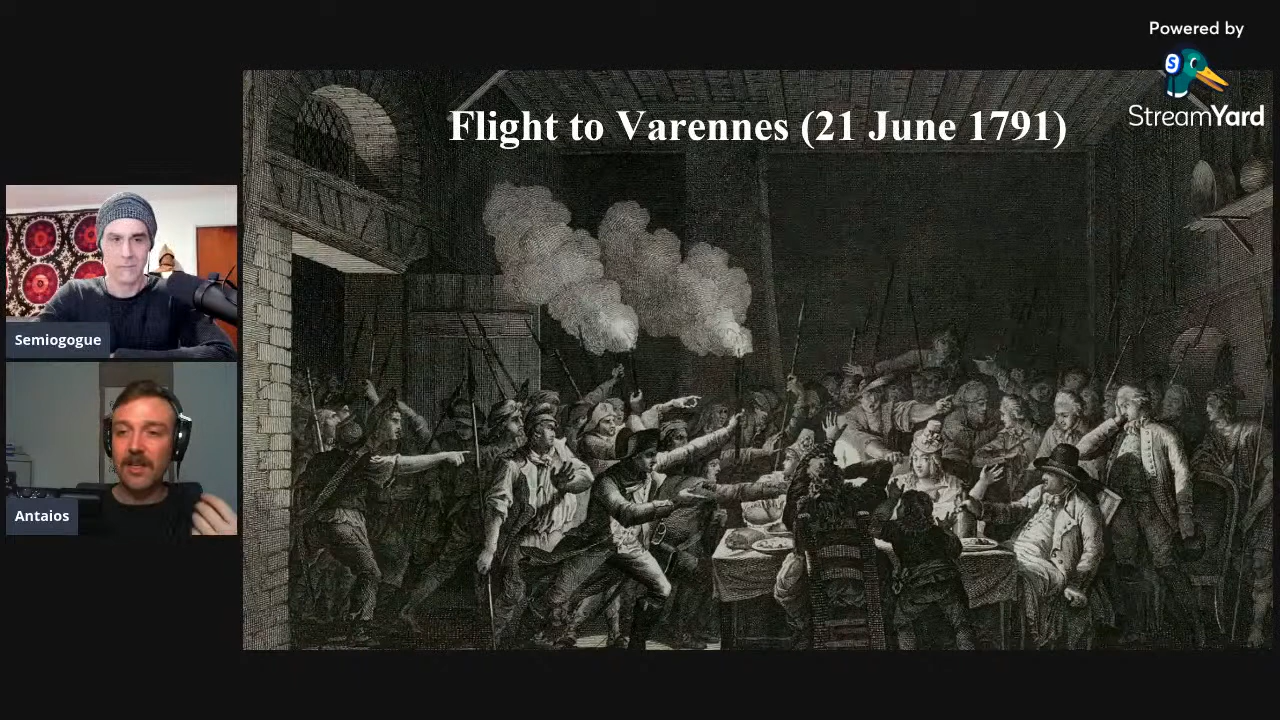 Powered by
StreamYard
Flight to Varennes (21 June 1791)
Semiogogue
Antaios